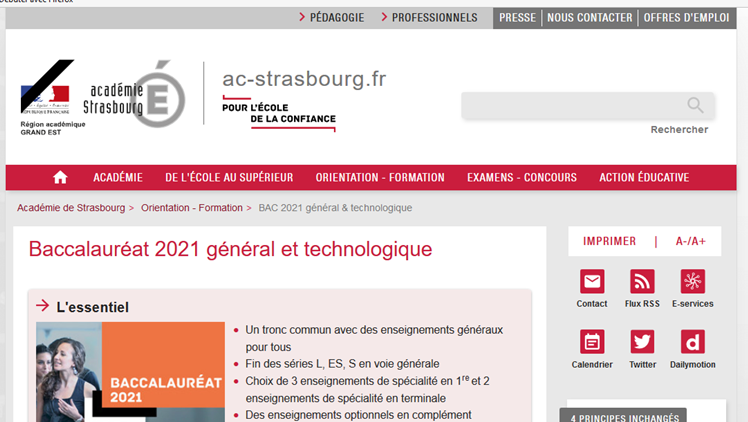 Débuter avec Firefox
PÉDAGOGIE PROFESSIONNELS PRESSE NOUS CONTACTER OFFRES D'EMPLOI
académie
Strasbourg
É
RÉPUBLIQUE FRANÇAISE
Région académique
GRAND EST
ac-strasbourg.fr
POUR L'ÉCOLE
DE LA CONFIANCE
Rechercher
ACADÉMIE DE L'ÉCOLE AU SUPÉRIEUR ORIENTATION - FORMATION EXAMENS - CONCOURS ACTION ÉDUCATIVE
Académie de Strasbourg > Orientation - Formation > BAC 2021 général & technologique
Baccalauréat 2021 général et technologique
L'essentiel
BACCALAURÉAT
2021
• Un tronc commun avec des enseignements généraux
pour tous
• Fin des séries L, ES, S en voie générale
• Choix de 3 enseignements de spécialité en 1re et 2
enseignements de spécialité en terminale
• Des enseignements optionnels en complément
IMPRIMER | A-/A+
Contact Flux RSS E-services
Calendrier Twitter Dailymotion
4 PRINCIPES INCHANGÉS